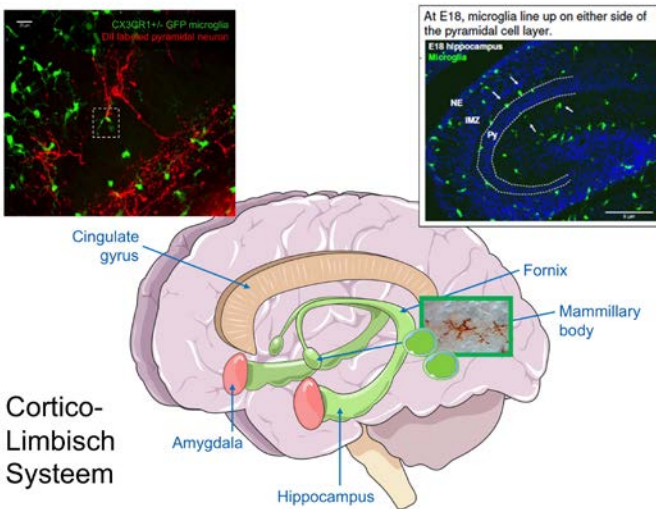 CX3CR1+/- GFP microglia
DiI labeled pyramidal neuron
At E18, microglia line up on either side
of the pyramidal cell layer.
E18 hippocampus
Microglia
NE
IMZ
Py
Cingulate
gyrus
Fornix
Mammillary
body
Cortico-
Limbisch
Systeem
Amygdala
Hippocampus